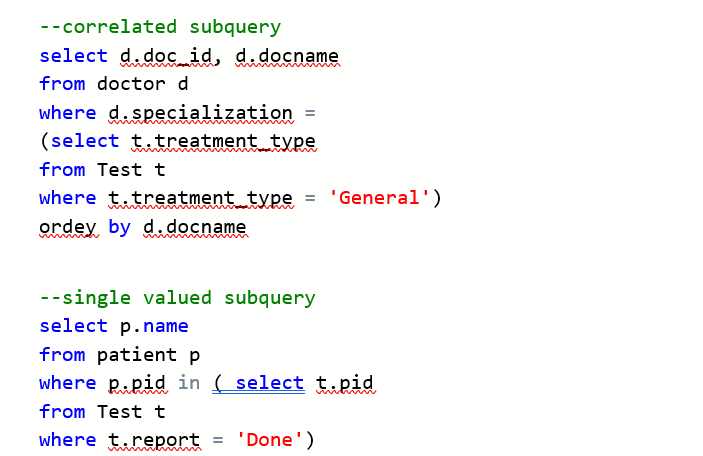 --correlated subquery
select d.doc_id, d.docname
from doctor d
where d.specialization =
(select t.treatment_type
from Test t
where t.treatment_type = 'General')
ordey by d.docname
--single valued subquery
select p.name
from patient p
where p.pid in ( select t.pid
from Test t
where t.report = 'Done')